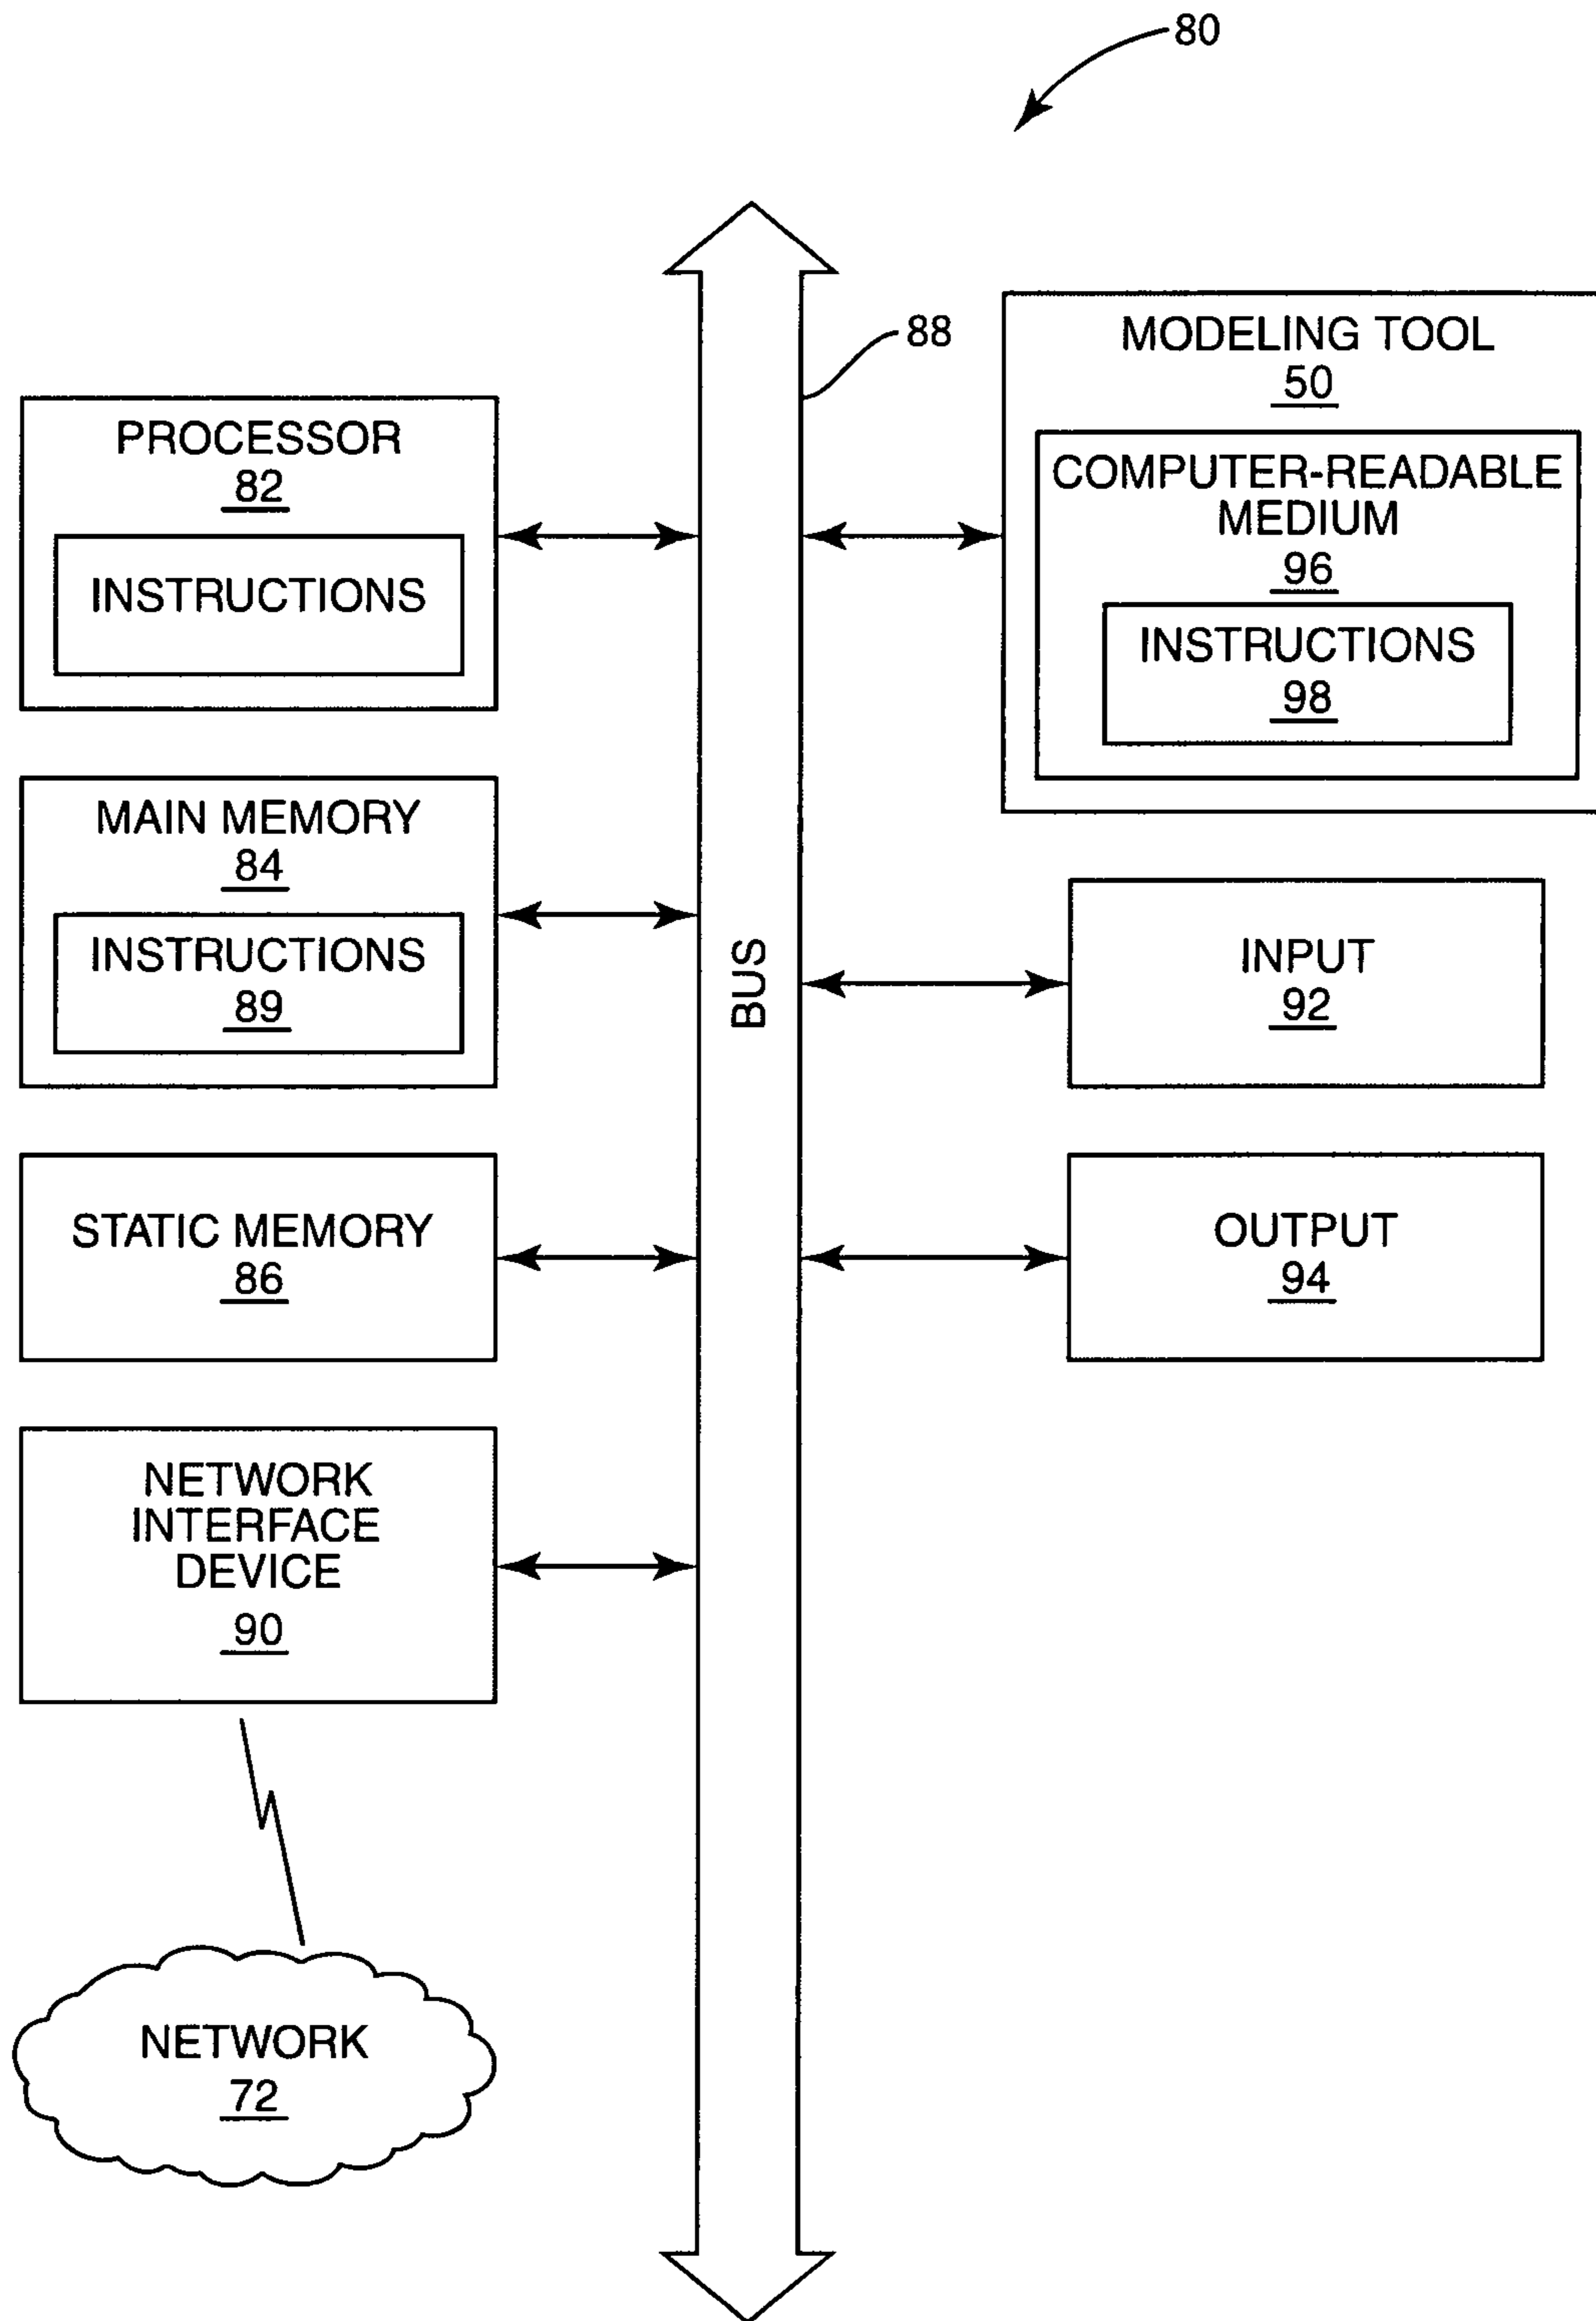 80
88
PROCESSOR
82
INSTRUCTIONS
MAIN MEMORY
84
INSTRUCTIONS
89
STATIC MEMORY
86
NETWORK
INTERFACE
DEVICE
90
NETWORK
72
BUS
MODELING TOOL
50
COMPUTER-READABLE
MEDIUM
96
INSTRUCTIONS
98
INPUT
92
OUTPUT
94